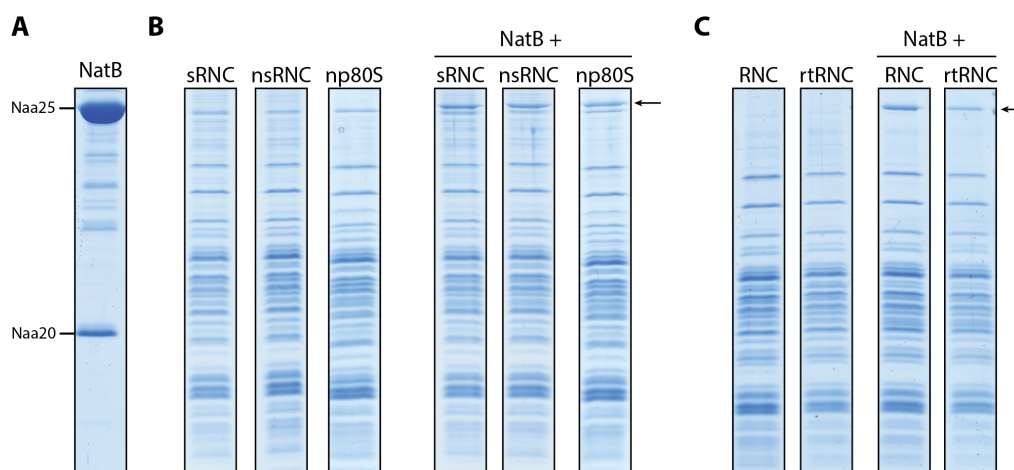 A
B
C
NatB +
NatB +
NatB
sRNC
nsRNC
np80S
sRNC
nsRNC
np80S
RNC
rtRNC
RNC
rtRNC
Naa25
Naa20